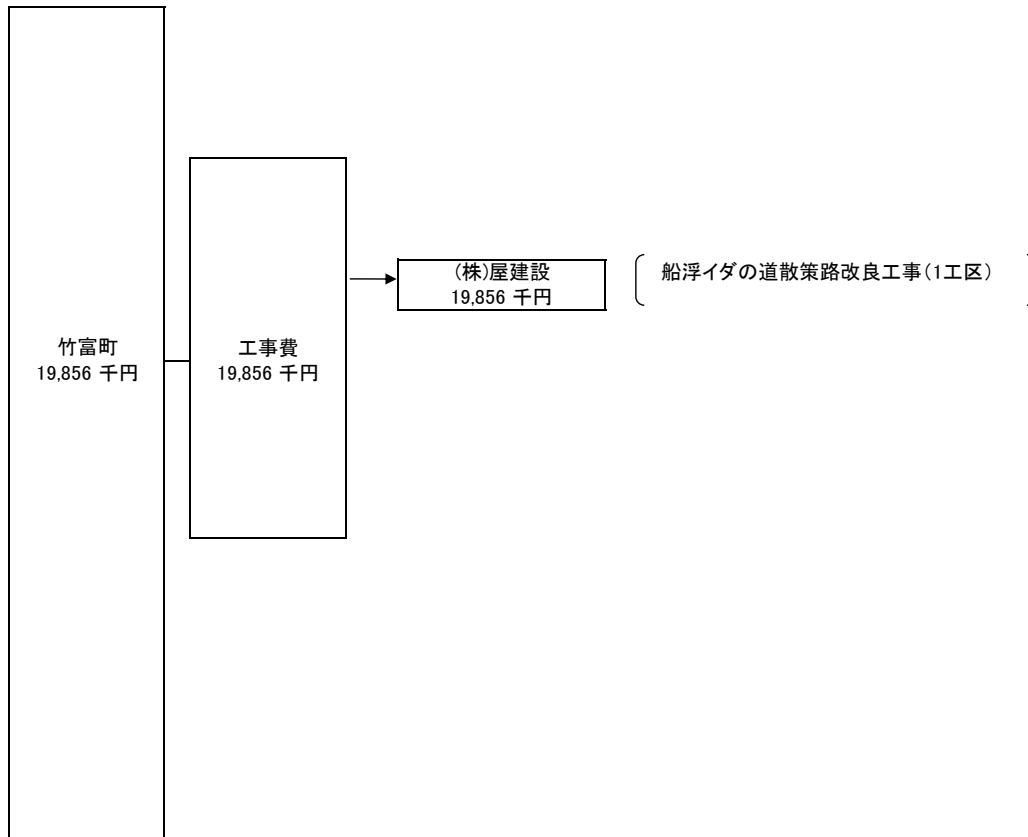 竹富町
19,856 千円
工事費
19,856 千円
(株)屋建設
19,856 千円
船浮イダの道散策路改良工事(1工区)